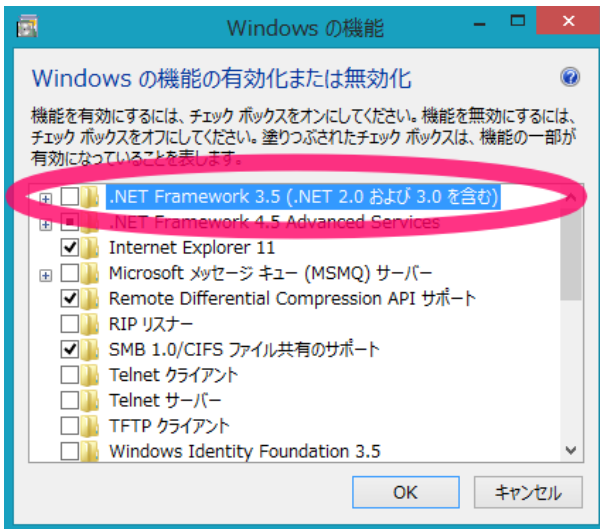 Windows の機能
Windows の機能の有効化または無効化
機能を有効にするには、チェック ボックスをオンにしてください。機能を無効にするには、
チェック ボックスをオフにしてください。塗りつぶされたチェック ボックスは、機能の一部が
有効になっていることを表します。
.NET Framework 3.5 (.NET 2.0 および 3.0 を含む)
.NET Framework 4.5 Advanced Services
Internet Explorer 11
Microsoft メッセージ キュー (MSMQ) サーバー
Remote Differential Compression API サポート
RIP リスナー
SMB 1.0/CIFS ファイル共有のサポート
Telnet クライアント
Telnet サーバー
TFTP クライアント
Windows Identity Foundation 3.5
OK
キャンセル